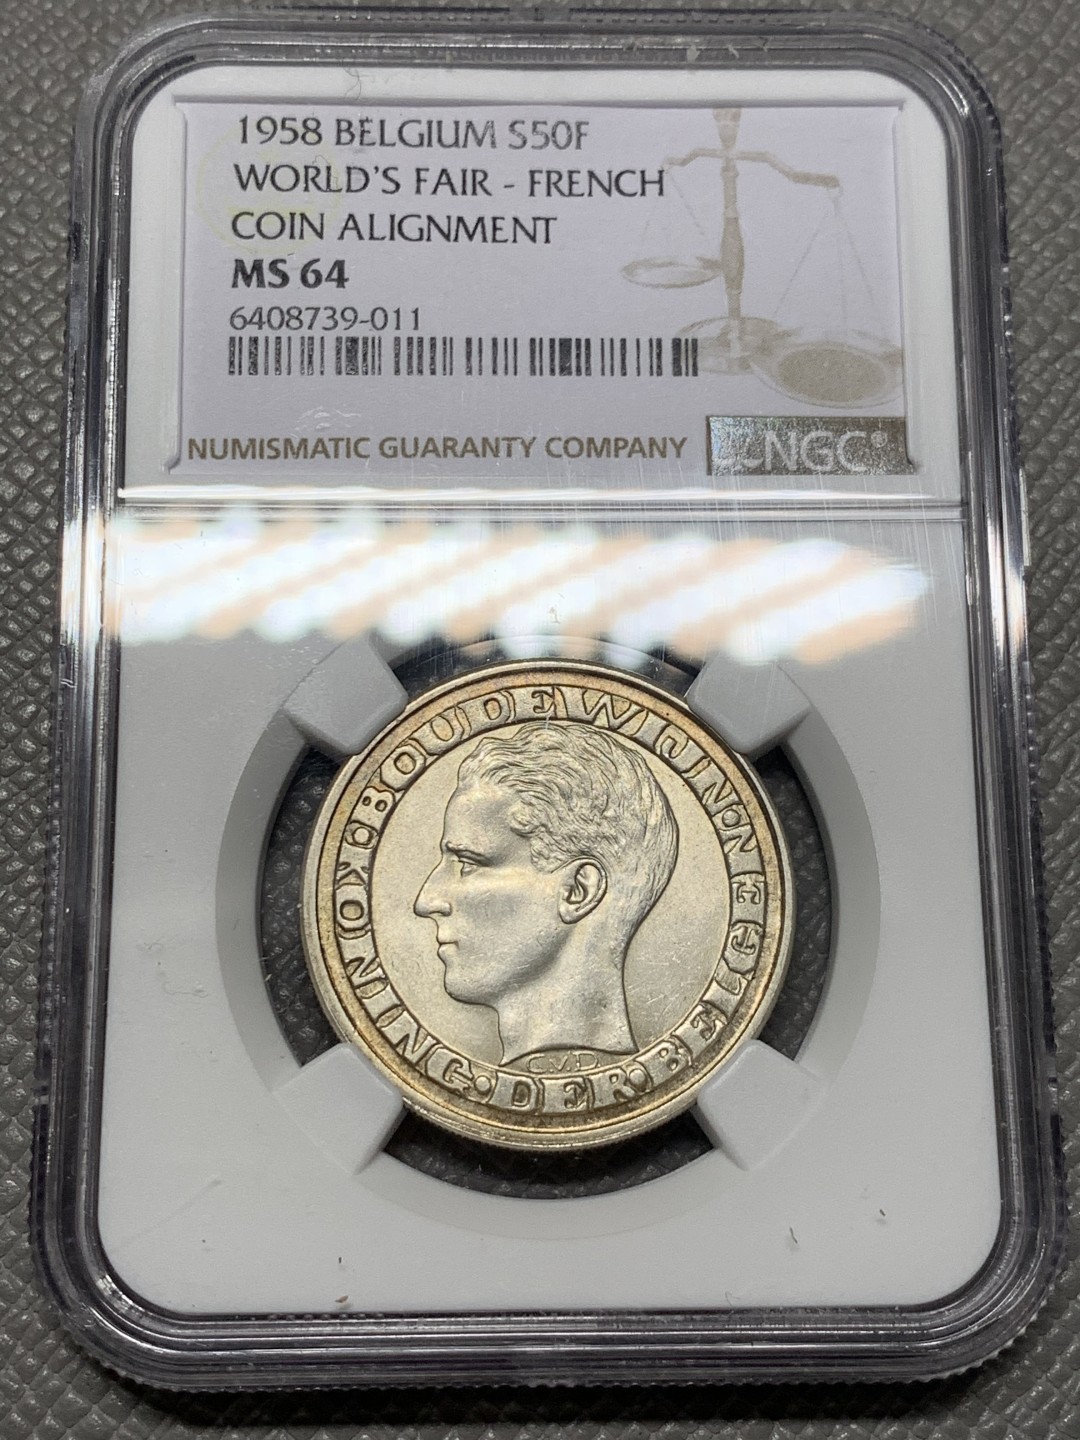 1958 BELGIUM S50F
WORLD'S FAIR - FRENCH
COIN ALIGNMENT
MS 64
6408739-011
NUMISMATIC GUARANTY COMPANY
NGC®
BOUDEWIJN·N·KONING·DER·BELGEN
C.V.D